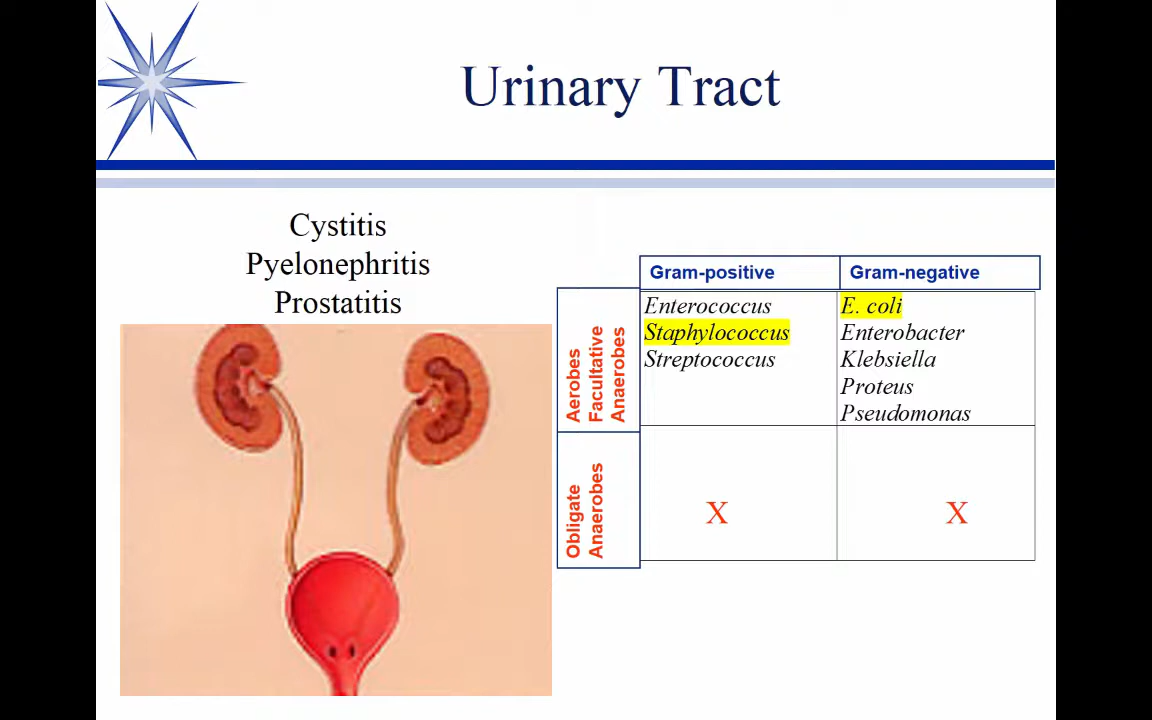 Urinary Tract
Cystitis
Pyelonephritis
Prostatitis
Gram-positive
Gram-negative
Aerobes
Facultative
Anaerobes
Enterococcus
Staphylococcus
Streptococcus
E. coli
Enterobacter
Klebsiella
Proteus
Pseudomonas
Obligate
Anaerobes
X
X